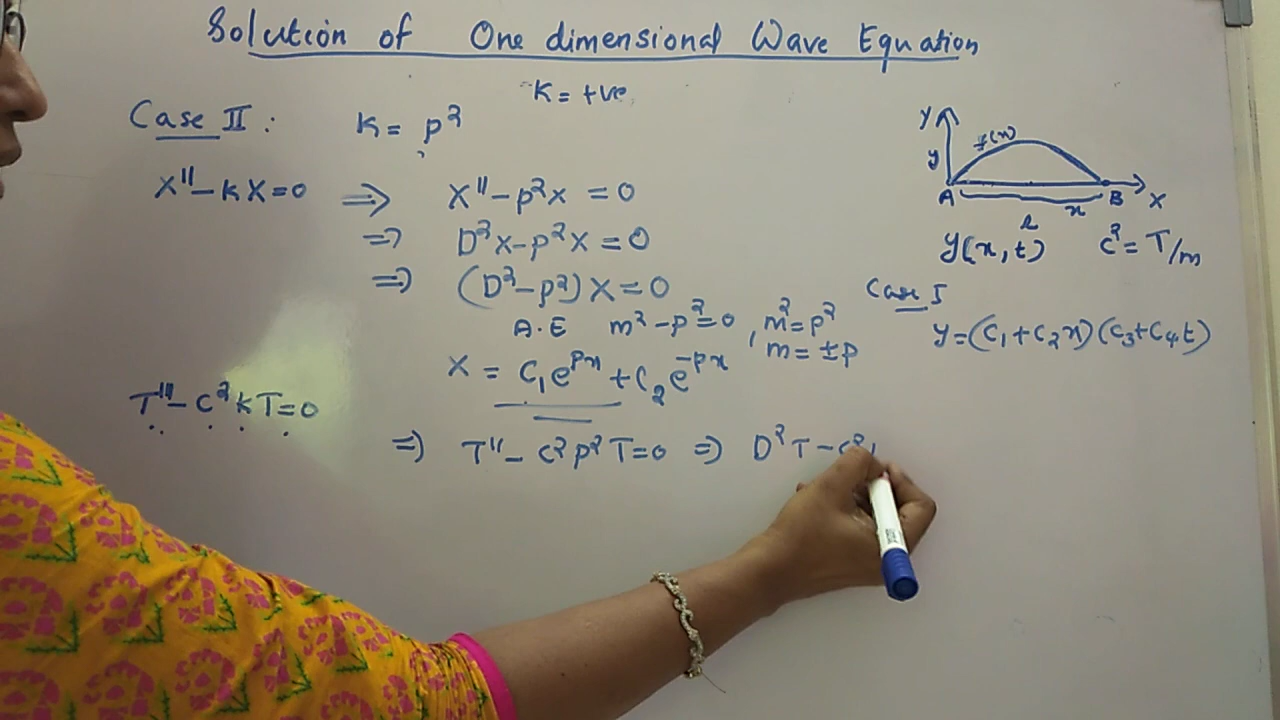 Solution of One dimensional Wave Equation
K = +ve
Case II : K = p²
X'' - KX = 0 ⇒ X'' - p²X = 0
⇒ D²X - p²X = 0
⇒ (D² - p²) X = 0
A.E m² - p² = 0 , m² = p²
m = ± p
X = C₁e^{px} + C₂e^{-px}
T'' - C²KT = 0
⇒ T'' - C²p²T = 0 ⇒ D²T - C²
Y
y f(x)
A B X
l x
y(x,t) C² = T/m
Case I
y = (C₁ + C₂x)(C₃ + C₄t)